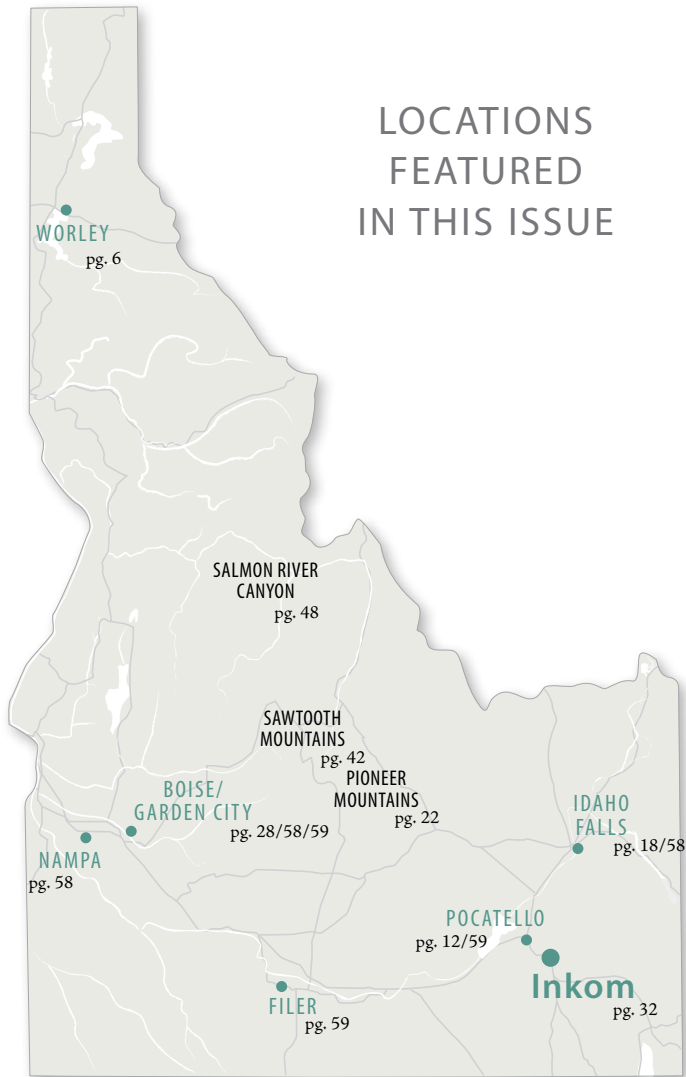 LOCATIONS
FEATURED
IN THIS ISSUE
WORLEY
pg. 6
SALMON RIVER
CANYON
pg. 48
SAWTOOTH
MOUNTAINS
pg. 42
PIONEER
MOUNTAINS
pg. 22
BOISE/
GARDEN CITY
pg. 28/58/59
IDAHO
FALLS
pg. 18/58
NAMPA
pg. 58
POCATELLO
pg. 12/59
Inkom
pg. 32
FILER
pg. 59